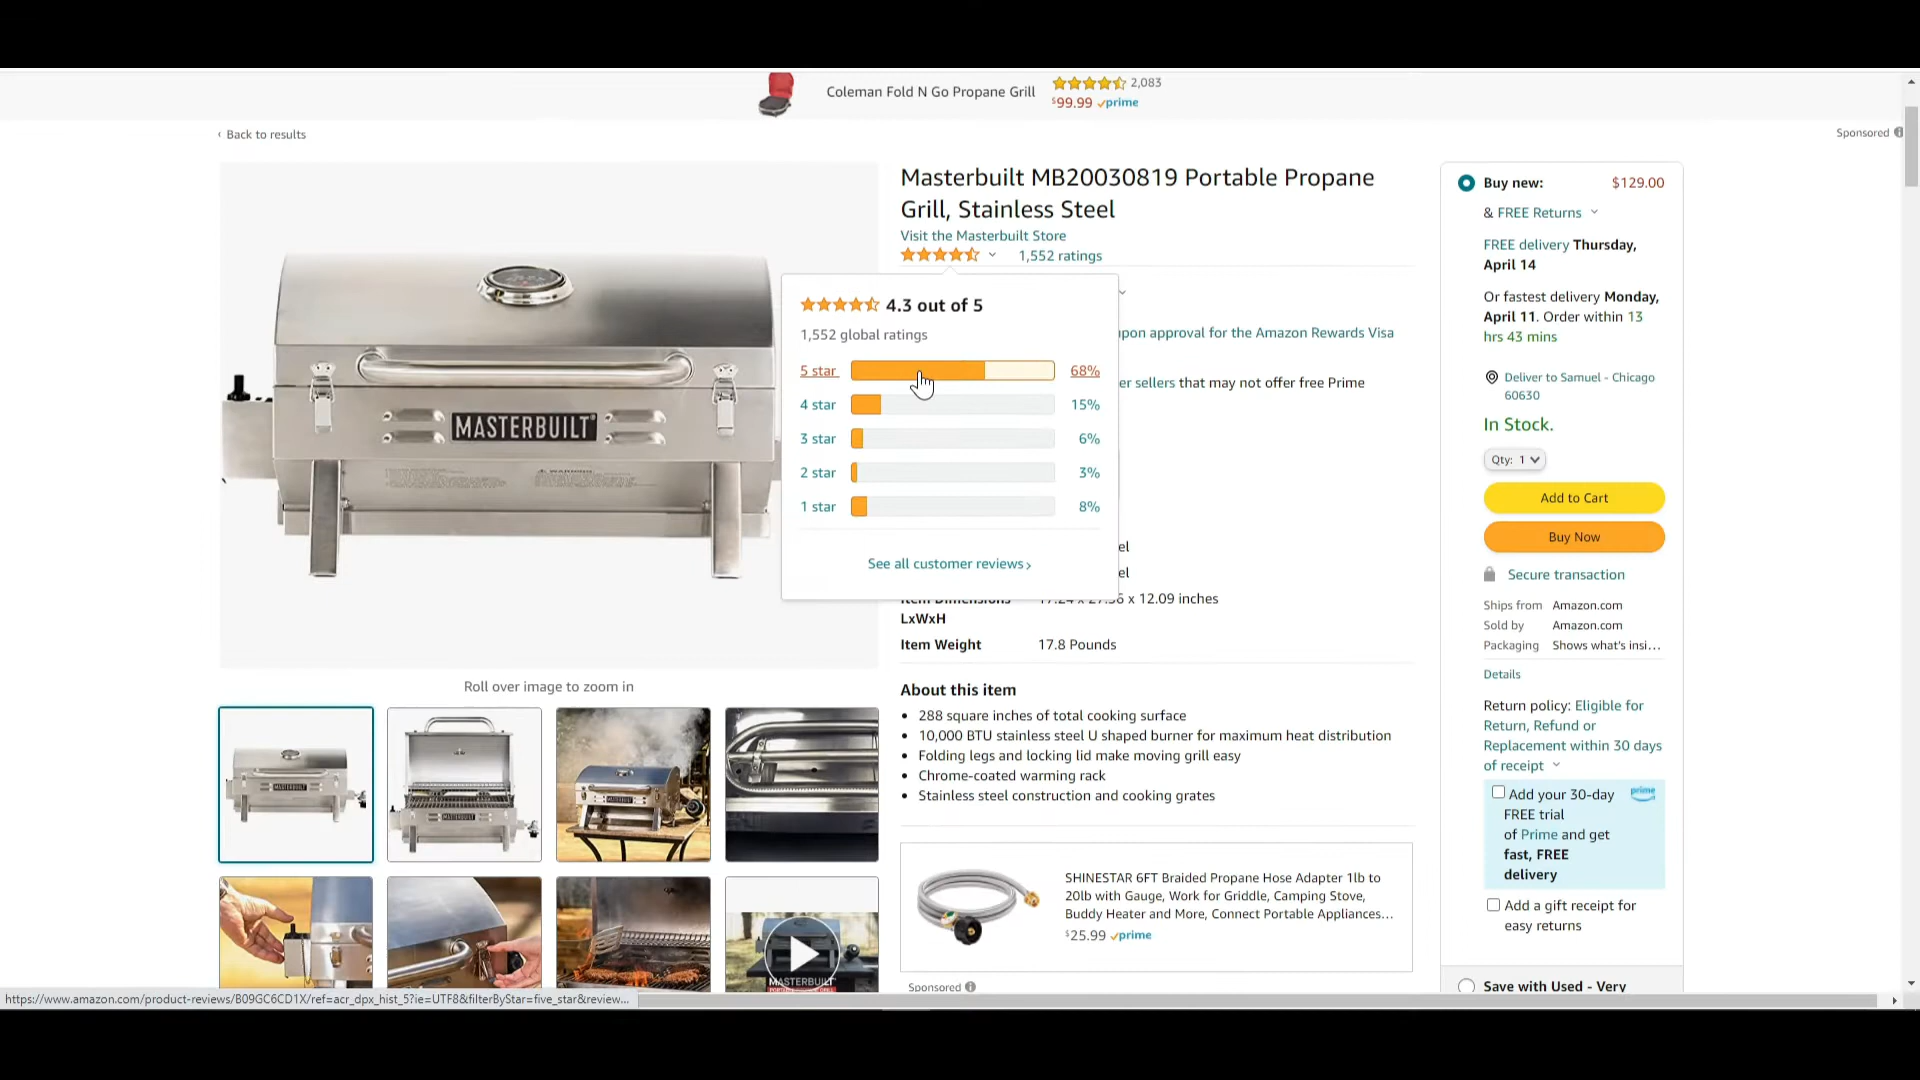 Coleman Fold N Go Propane Grill
2,083
$99.99 prime
‹ Back to results
Sponsored
Masterbuilt MB20030819 Portable Propane
Grill, Stainless Steel
Visit the Masterbuilt Store
1,552 ratings
4.3 out of 5
1,552 global ratings
5 star 68%
4 star 15%
3 star 6%
2 star 3%
1 star 8%
See all customer reviews ›
upon approval for the Amazon Rewards Visa
er sellers that may not offer free Prime
el
el
Item Dimensions 17.24 x 27.56 x 12.09 inches
LxWxH
Item Weight 17.8 Pounds
About this item
• 288 square inches of total cooking surface
• 10,000 BTU stainless steel U shaped burner for maximum heat distribution
• Folding legs and locking lid make moving grill easy
• Chrome-coated warming rack
• Stainless steel construction and cooking grates
SHINESTAR 6FT Braided Propane Hose Adapter 1lb to
20lb with Gauge, Work for Griddle, Camping Stove,
Buddy Heater and More, Connect Portable Appliances...
$25.99 prime
Sponsored
MASTERBUILT
WARNING
Roll over image to zoom in
MASTERBUILT
MASTERBUILT
MASTERBUILT
MASTERBUILT
Buy new: $129.00
& FREE Returns
FREE delivery Thursday,
April 14
Or fastest delivery Monday,
April 11. Order within 13
hrs 43 mins
Deliver to Samuel - Chicago
60630
In Stock.
Qty: 1
Add to Cart
Buy Now
Secure transaction
Ships from Amazon.com
Sold by Amazon.com
Packaging Shows what's insi...
Details
Return policy: Eligible for
Return, Refund or
Replacement within 30 days
of receipt
Add your 30-day
prime
FREE trial
of Prime and get
fast, FREE
delivery
Add a gift receipt for
easy returns
Save with Used - Very
https://www.amazon.com/product-reviews/B09GC6CD1X/ref=acr_dpx_hist_5?ie=UTF8&filterByStar=five_star&review...